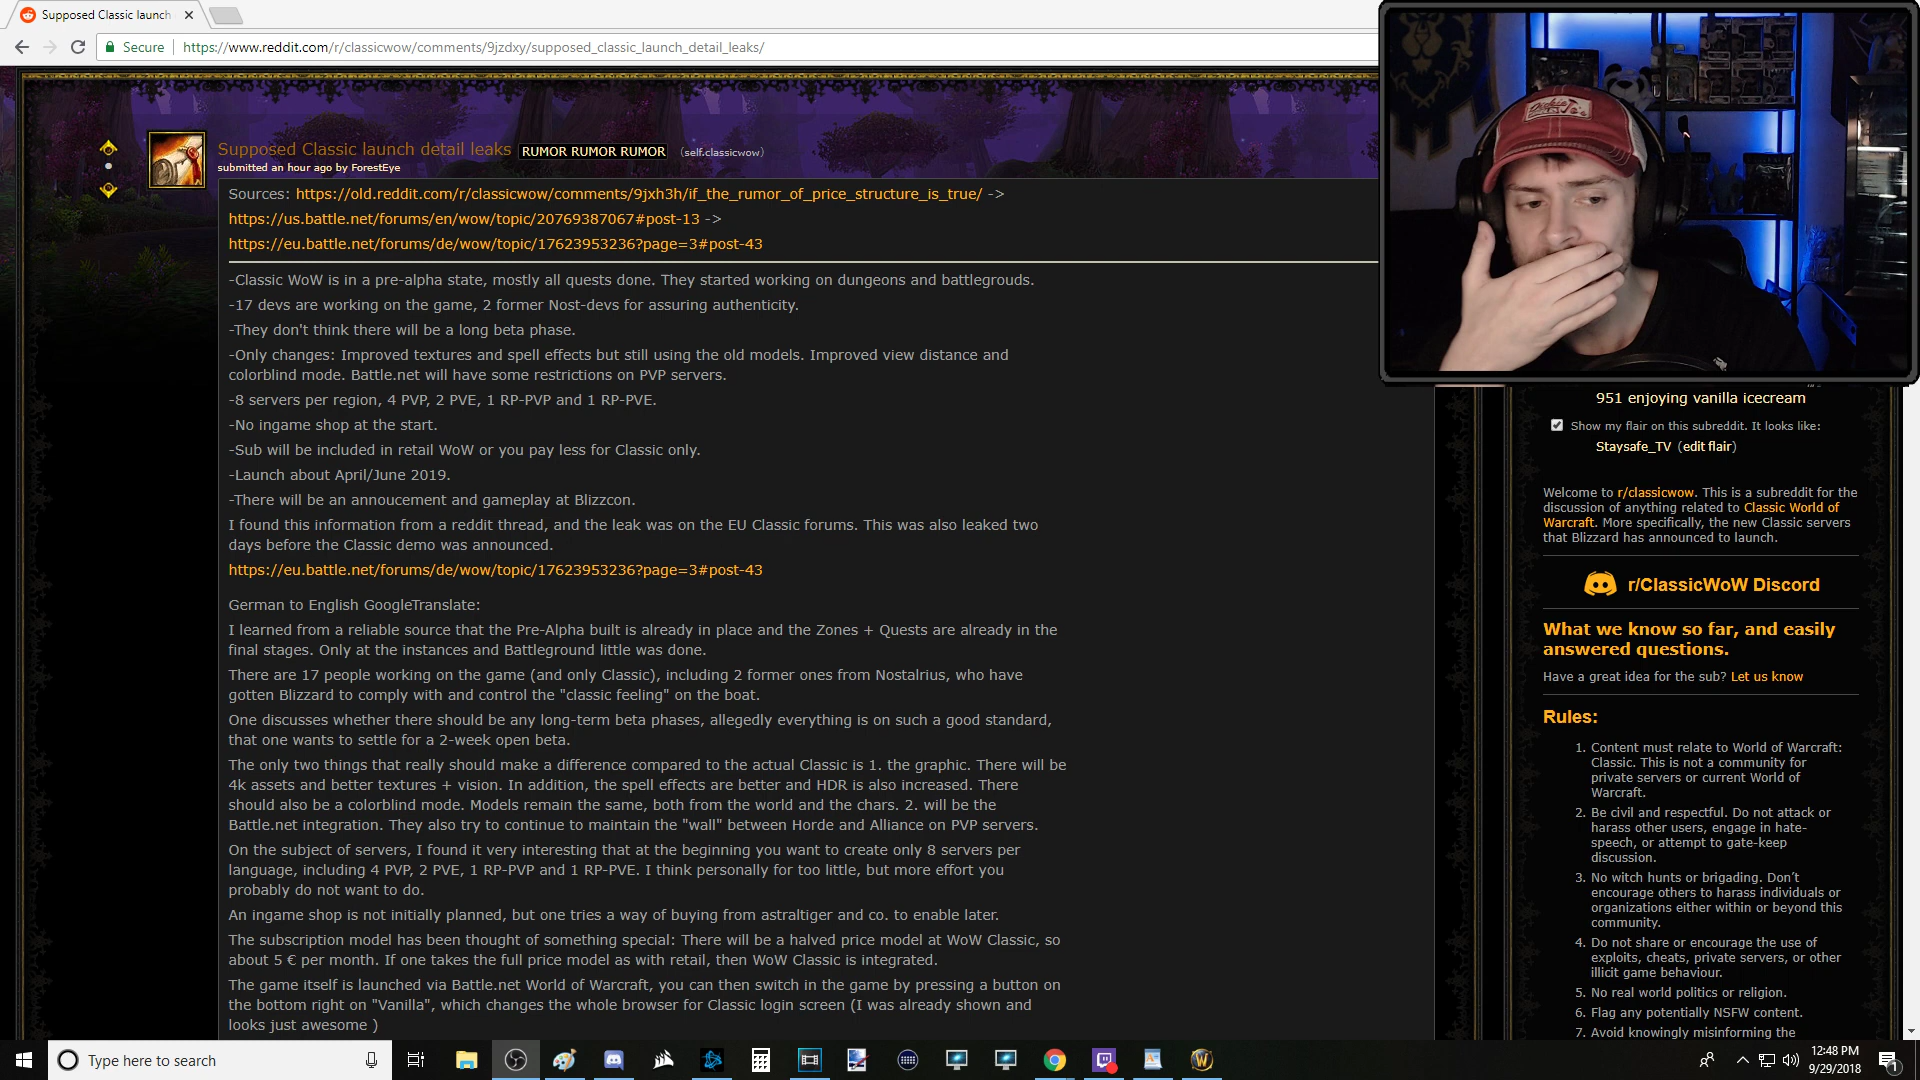 Supposed Classic launch
Secure
https://www.reddit.com/r/classicwow/comments/9jzdxy/supposed_classic_launch_detail_leaks/
Supposed Classic launch detail leaks RUMOR RUMOR RUMOR (self.classicwow)
submitted an hour ago by ForestEye
Sources: https://old.reddit.com/r/classicwow/comments/9jxh3h/if_the_rumor_of_price_structure_is_true/ ->
https://us.battle.net/forums/en/wow/topic/20769387067#post-13 ->
https://eu.battle.net/forums/de/wow/topic/17623953236?page=3#post-43
-Classic WoW is in a pre-alpha state, mostly all quests done. They started working on dungeons and battlegrouds.
-17 devs are working on the game, 2 former Nost-devs for assuring authenticity.
-They don't think there will be a long beta phase.
-Only changes: Improved textures and spell effects but still using the old models. Improved view distance and
colorblind mode. Battle.net will have some restrictions on PVP servers.
-8 servers per region, 4 PVP, 2 PVE, 1 RP-PVP and 1 RP-PVE.
-No ingame shop at the start.
-Sub will be included in retail WoW or you pay less for Classic only.
-Launch about April/June 2019.
-There will be an annoucement and gameplay at Blizzcon.
I found this information from a reddit thread, and the leak was on the EU Classic forums. This was also leaked two
days before the Classic demo was announced.
https://eu.battle.net/forums/de/wow/topic/17623953236?page=3#post-43
German to English GoogleTranslate:
I learned from a reliable source that the Pre-Alpha built is already in place and the Zones + Quests are already in the
final stages. Only at the instances and Battleground little was done.
There are 17 people working on the game (and only Classic), including 2 former ones from Nostalrius, who have
gotten Blizzard to comply with and control the "classic feeling" on the boat.
One discusses whether there should be any long-term beta phases, allegedly everything is on such a good standard,
that one wants to settle for a 2-week open beta.
The only two things that really should make a difference compared to the actual Classic is 1. the graphic. There will be
4k assets and better textures + vision. In addition, the spell effects are better and HDR is also increased. There
should also be a colorblind mode. Models remain the same, both from the world and the chars. 2. will be the
Battle.net integration. They also try to continue to maintain the "wall" between Horde and Alliance on PVP servers.
On the subject of servers, I found it very interesting that at the beginning you want to create only 8 servers per
language, including 4 PVP, 2 PVE, 1 RP-PVP and 1 RP-PVE. I think personally for too little, but more effort you
probably do not want to do.
An ingame shop is not initially planned, but one tries a way of buying from astraltiger and co. to enable later.
The subscription model has been thought of something special: There will be a halved price model at WoW Classic, so
about 5 € per month. If one takes the full price model as with retail, then WoW Classic is integrated.
The game itself is launched via Battle.net World of Warcraft, you can then switch in the game by pressing a button on
the bottom right on "Vanilla", which changes the whole browser for Classic login screen (I was already shown and
looks just awesome )
951 enjoying vanilla icecream
Show my flair on this subreddit. It looks like:
Staysafe_TV (edit flair)
Welcome to r/classicwow. This is a subreddit for the
discussion of anything related to Classic World of
Warcraft. More specifically, the new Classic servers
that Blizzard has announced to launch.
r/ClassicWoW Discord
What we know so far, and easily
answered questions.
Have a great idea for the sub? Let us know
Rules:
1. Content must relate to World of Warcraft:
Classic. This is not a community for
private servers or current World of
Warcraft.
2. Be civil and respectful. Do not attack or
harass other users, engage in hate-
speech, or attempt to gate-keep
discussion.
3. No witch hunts or brigading. Don't
encourage others to harass individuals or
organizations either within or beyond this
community.
4. Do not share or encourage the use of
exploits, cheats, private servers, or other
illicit game behaviour.
5. No real world politics or religion.
6. Flag any potentially NSFW content.
7. Avoid knowingly misinforming the
Type here to search
12:48 PM
9/29/2018
1